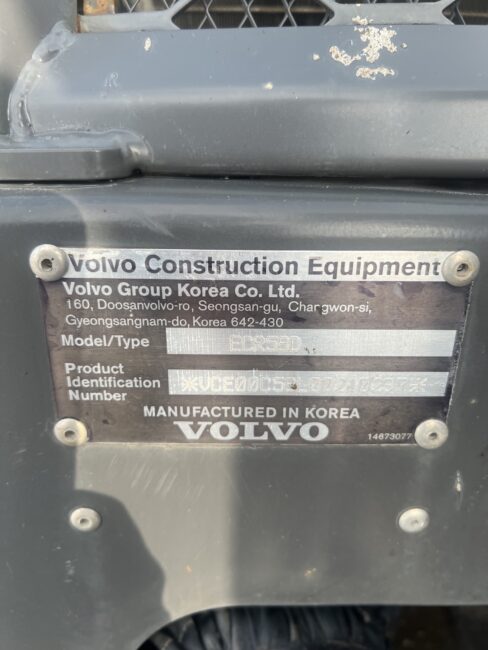 Volvo Construction Equipment
Volvo Group Korea Co. Ltd.
160, Doosanvolvo-ro, Seongsan-gu, Changwon-si,
Gyeongsangnam-do, Korea 642-430
Model/Type ECR58D
Product
Identification
Number
MANUFACTURED IN KOREA
VOLVO
14673077